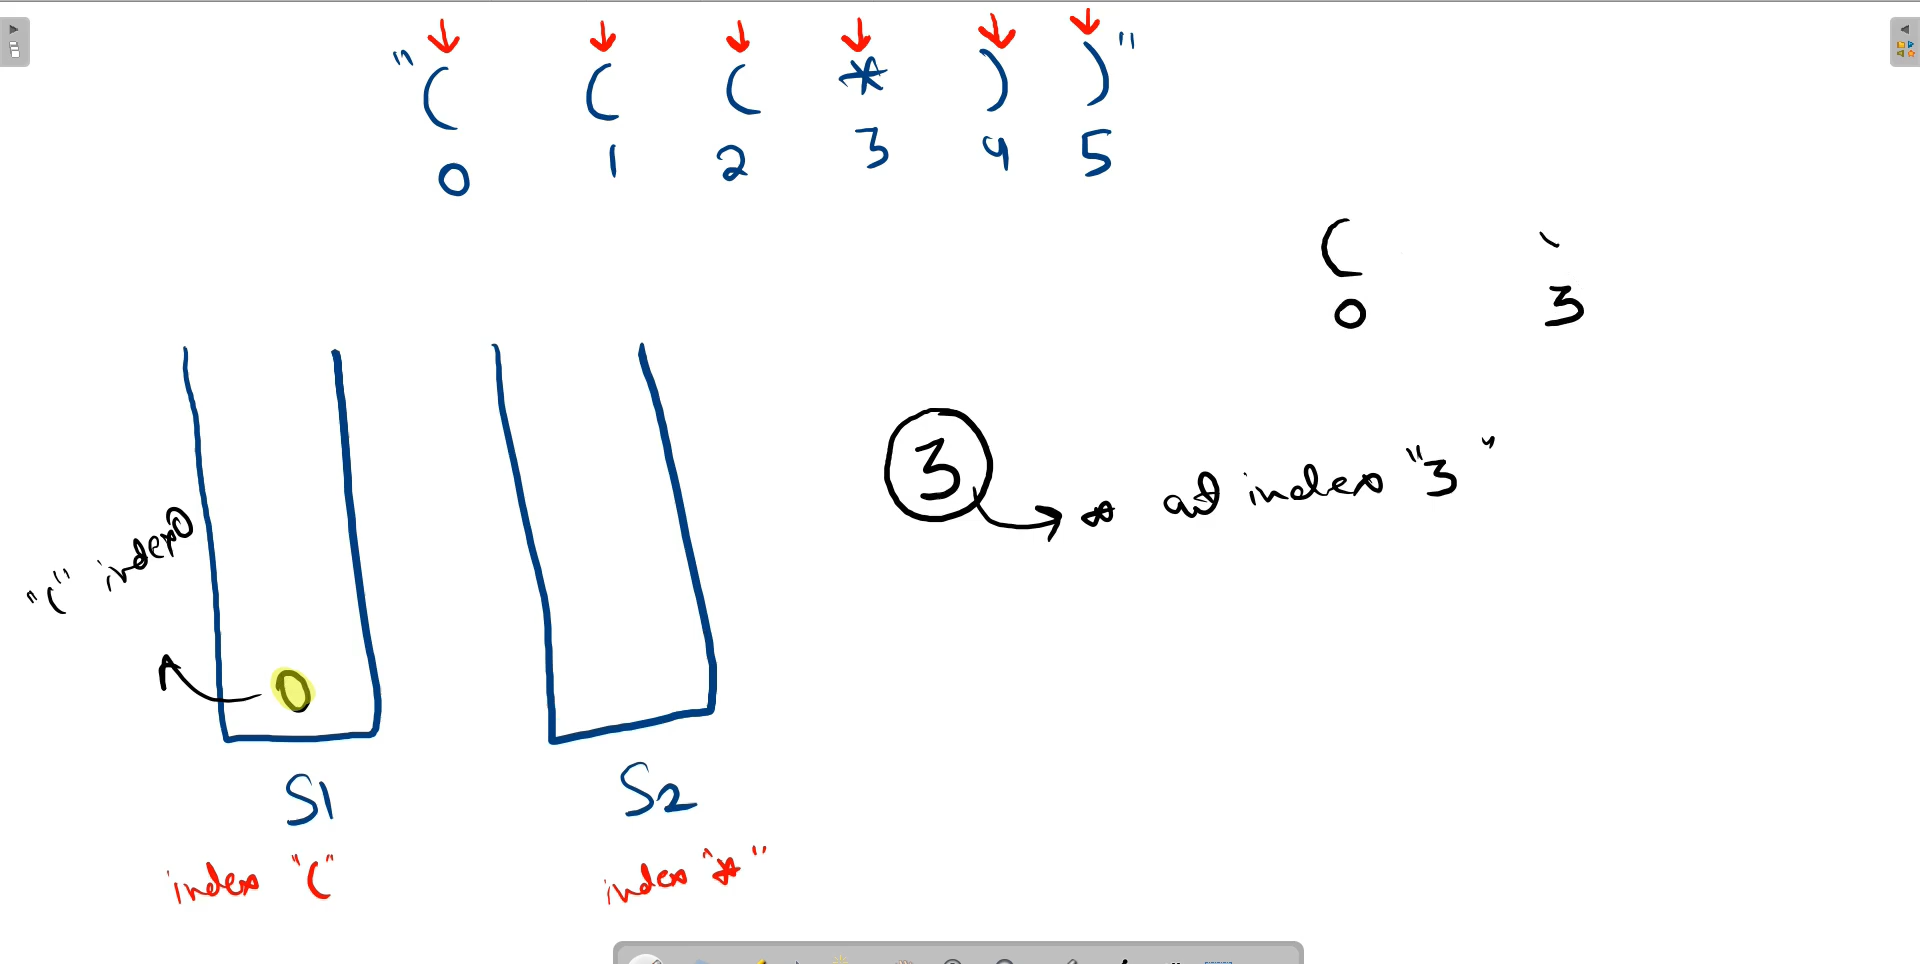 "( ( ( * ) )"
0 1 2 3 4 5
(
0 3
3 * at index "3"
"(" index 0
0
S1 S2
index "(" index "*"